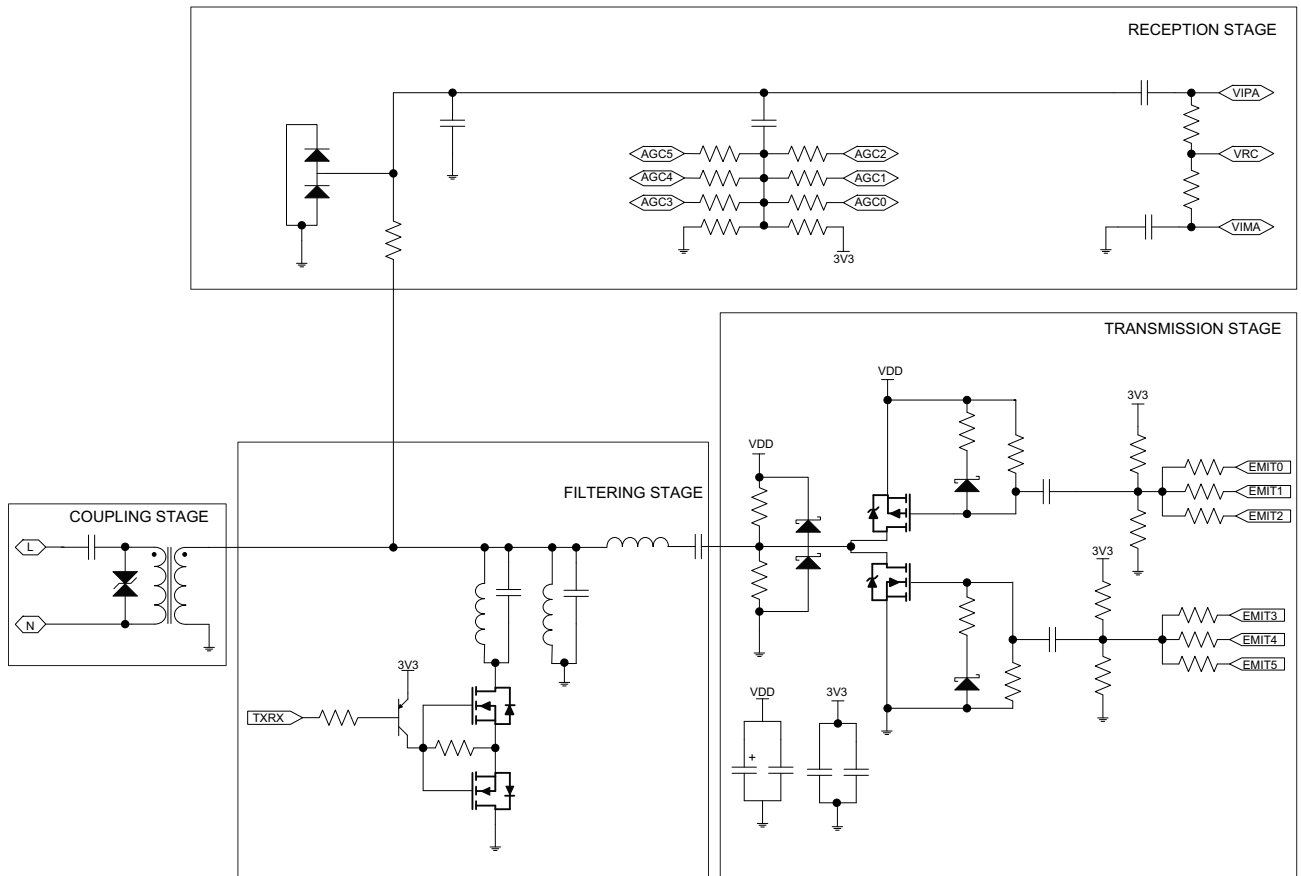 RECEPTION STAGE
VIPA
AGC5
AGC2
VRC
AGC4
AGC1
AGC3
AGC0
VIMA
3V3
TRANSMISSION STAGE
VDD
3V3
VDD
EMIT0
FILTERING STAGE
EMIT1
COUPLING STAGE
EMIT2
L
3V3
N
EMIT3
EMIT4
3V3
EMIT5
VDD
3V3
TXRX
+